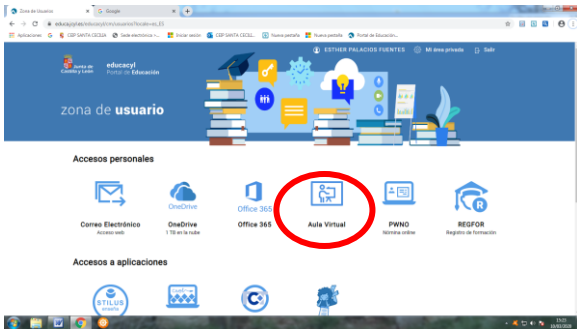 Zona de Usuario
Google
educa.jcyl.es/educacyl/cm/zusuario?locale=es_ES
Aplicaciones
CEIP SANTA CECILIA
Sede electrónica
Iniciar sesión
CEIP SANTA CECIL...
Nueva pestaña
Nueva pestaña
Portal de Educación...
ESTHER PALACIOS FUENTES
Mi área privada
Salir
Junta de
Castilla y León
educacyl
Portal de Educación
zona de usuario
Accesos personales
OneDrive
Office 365
Correo Electrónico
Acceso web
OneDrive
1 TB en la nube
Office 365
Aula Virtual
PWNO
Nómina online
REGFOR
Registro de formación
Accesos a aplicaciones
STILUS
enseña
15:15